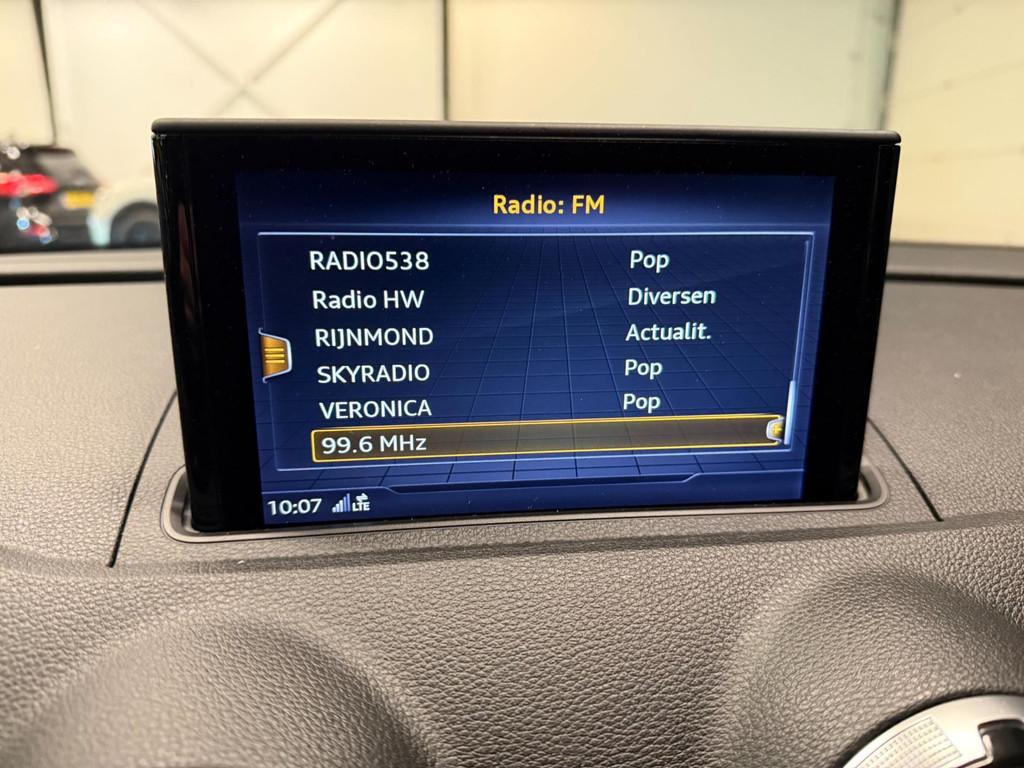 Radio: FM
RADIO538 Pop
Radio HW Diversen
RIJNMOND Actualit.
SKYRADIO Pop
VERONICA Pop
99.6 MHz
10:07 LTE